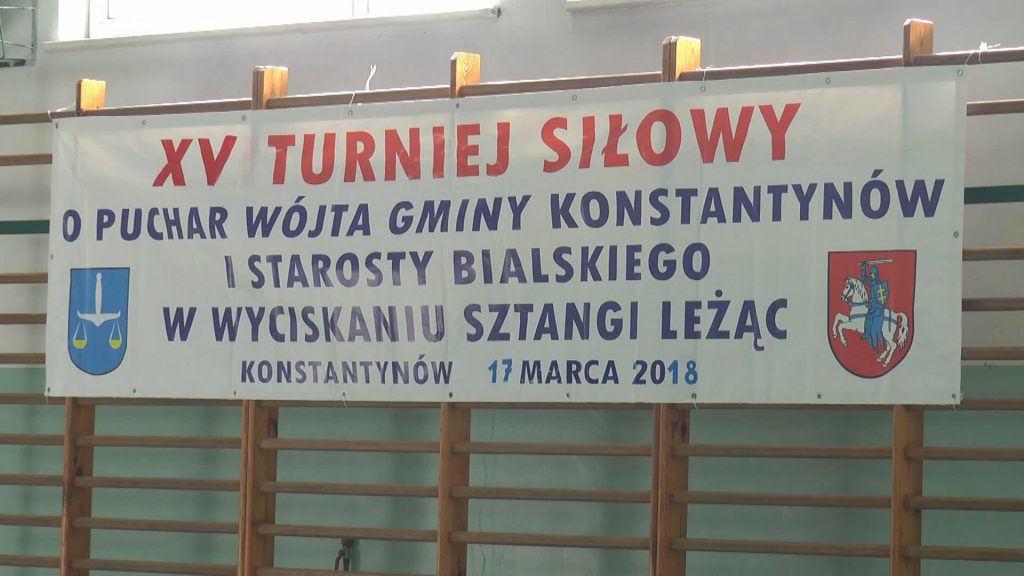 XV TURNIEJ SIŁOWY
O PUCHAR WÓJTA GMINY KONSTANTYNÓW
I STAROSTY BIALSKIEGO
W WYCISKANIU SZTANGI LEŻĄC
KONSTANTYNÓW 17 MARCA 2018